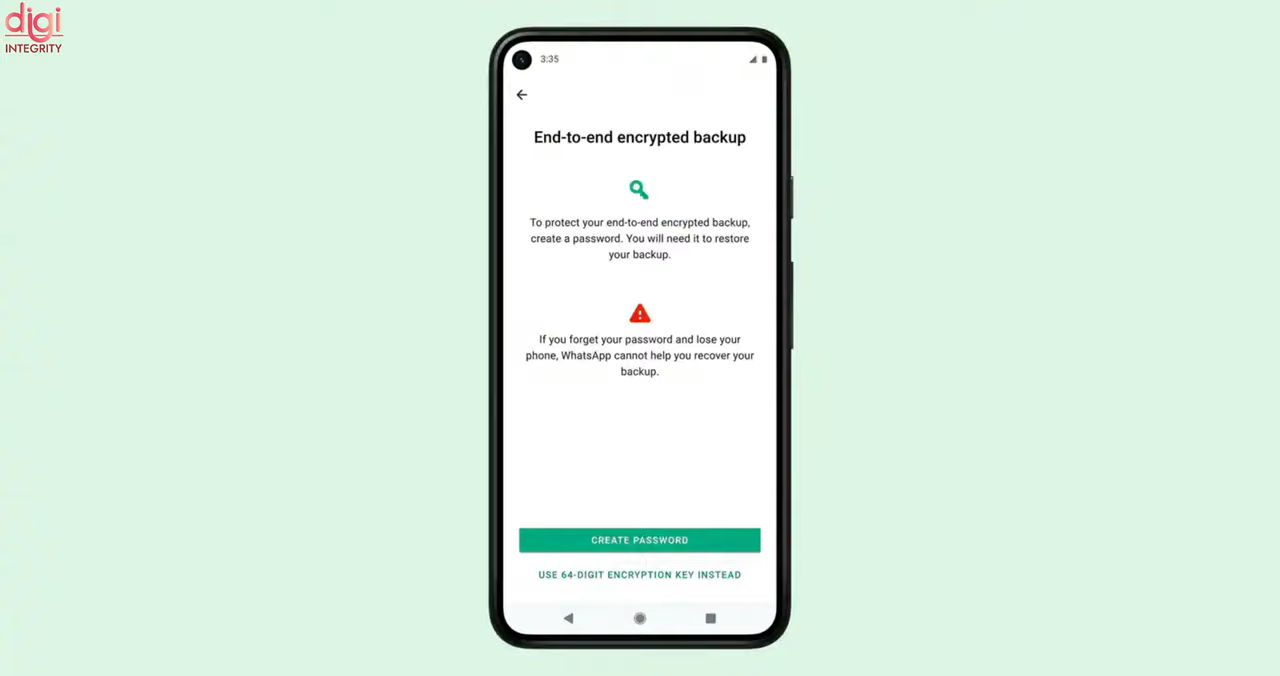 digi
INTEGRITY
3:35
End-to-end encrypted backup
To protect your end-to-end encrypted backup,
create a password. You will need it to restore
your backup.
If you forget your password and lose your
phone, WhatsApp cannot help you recover your
backup.
CREATE PASSWORD
USE 64-DIGIT ENCRYPTION KEY INSTEAD